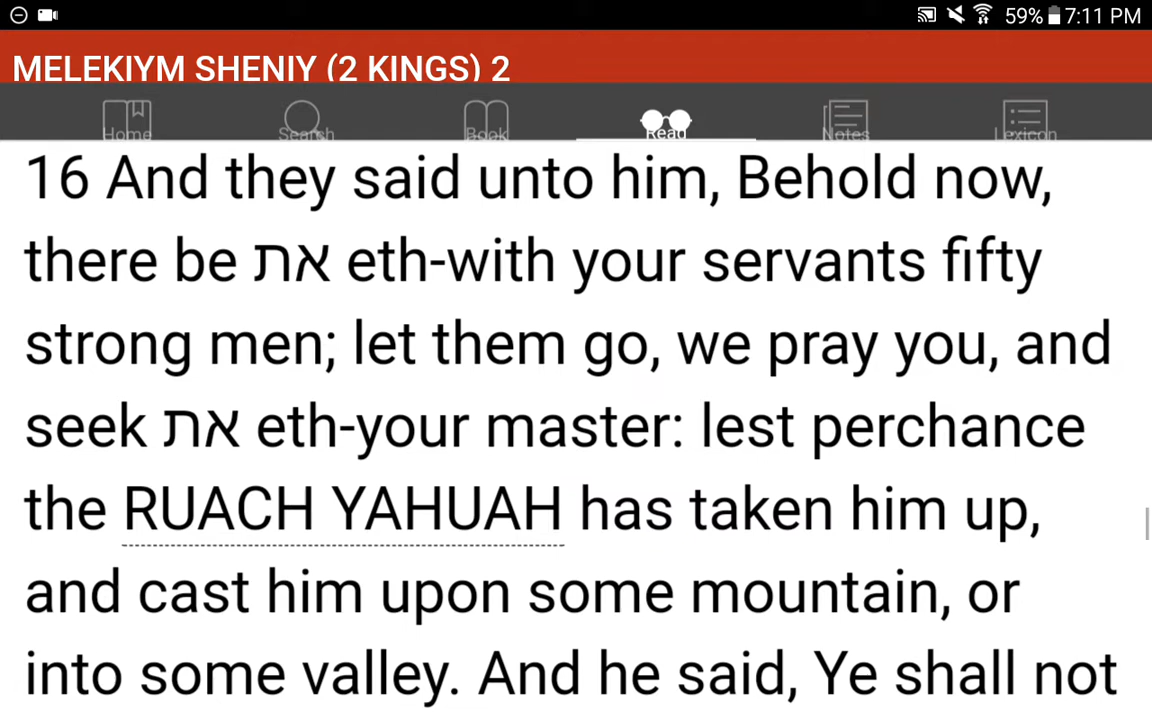 59% 7:11 PM
MELEKIYM SHENIY (2 KINGS) 2
Home Search Book Read Notes Lexicon
16 And they said unto him, Behold now,
there be את eth-with your servants fifty
strong men; let them go, we pray you, and
seek את eth-your master: lest perchance
the RUACH YAHUAH has taken him up,
and cast him upon some mountain, or
into some valley. And he said, Ye shall not